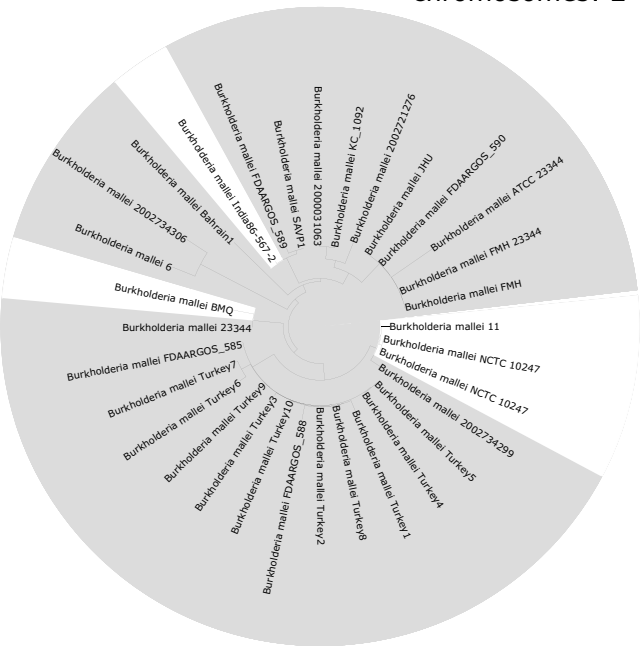 Burkholderia mallei FDAARGOS_589
Burkholderia mallei SAVP1
Burkholderia mallei 2000031063
Burkholderia mallei KC_1092
Burkholderia mallei 2002721276
Burkholderia mallei JHU
Burkholderia mallei FDAARGOS_590
Burkholderia mallei ATCC 23344
Burkholderia mallei FMH 23344
Burkholderia mallei FMH
Burkholderia mallei 11
Burkholderia mallei NCTC 10247
Burkholderia mallei NCTC 10247
Burkholderia mallei 2002734299
Burkholderia mallei Turkey5
Burkholderia mallei Turkey4
Burkholderia mallei Turkey1
Burkholderia mallei Turkey8
Burkholderia mallei Turkey2
Burkholderia mallei FDAARGOS_588
Burkholderia mallei Turkey10
Burkholderia mallei Turkey3
Burkholderia mallei Turkey9
Burkholderia mallei Turkey6
Burkholderia mallei Turkey7
Burkholderia mallei FDAARGOS_585
Burkholderia mallei 23344
Burkholderia mallei BMQ
Burkholderia mallei 6
Burkholderia mallei 2002734306
Burkholderia mallei Bahrain1
Burkholderia mallei India86-567-2